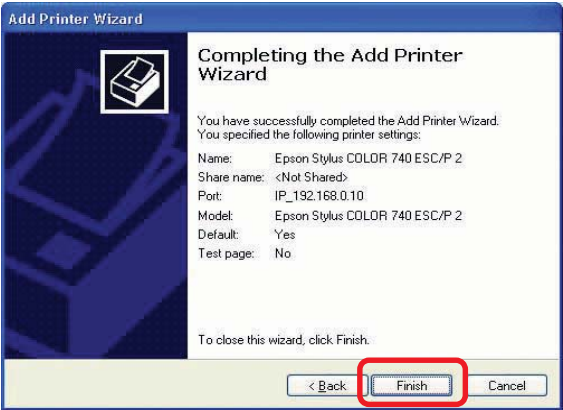 Add Printer Wizard
Completing the Add Printer
Wizard
You have successfully completed the Add Printer Wizard.
You specified the following printer settings:
Name: Epson Stylus COLOR 740 ESC/P 2
Share name: <Not Shared>
Port: IP_192.168.0.10
Model: Epson Stylus COLOR 740 ESC/P 2
Default: Yes
Test page: No
To close this wizard, click Finish.
< Back Finish Cancel